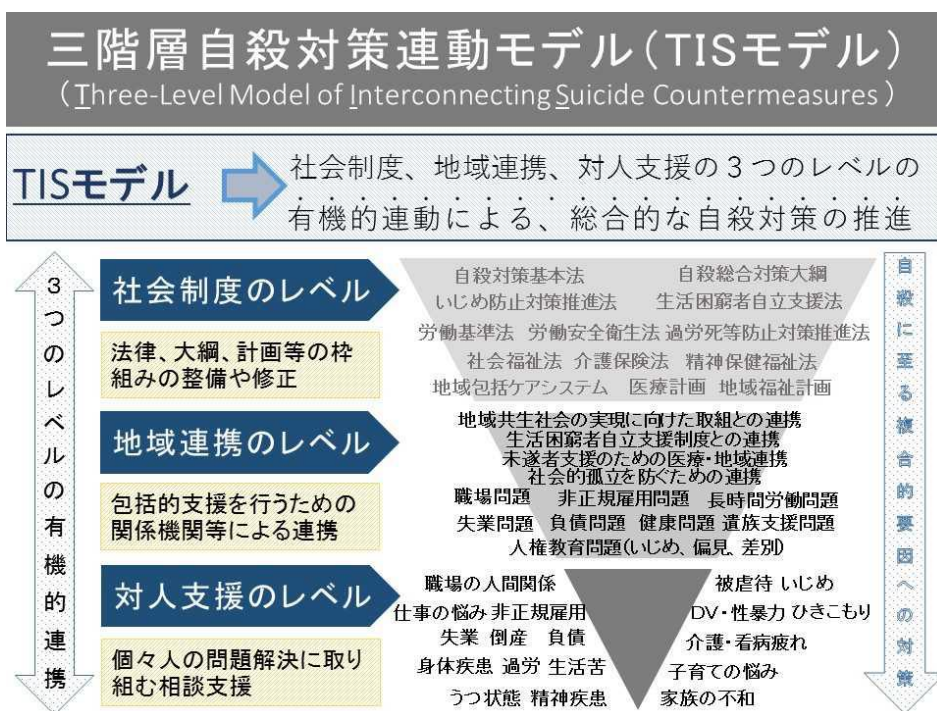 三階層自殺対策連動モデル(TISモデル)
(Three-Level Model of Interconnecting Suicide Countermeasures)
TISモデル
社会制度、地域連携、対人支援の3つのレベルの
有機的連動による、総合的な自殺対策の推進
3つのレベルの有機的連携
社会制度のレベル
法律、大綱、計画等の枠
組みの整備や修正
自殺対策基本法 自殺総合対策大綱
いじめ防止対策推進法 生活困窮者自立支援法
労働基準法 労働安全衛生法 過労死等防止対策推進法
社会福祉法 介護保険法 精神保健福祉法
地域包括ケアシステム 医療計画 地域福祉計画
地域連携のレベル
包括的支援を行うための
関係機関等による連携
地域共生社会の実現に向けた取組との連携
生活困窮者自立支援制度との連携
未遂者支援のための医療・地域連携
社会的孤立を防ぐための連携
職場問題 非正規雇用問題 長時間労働問題
失業問題 負債問題 健康問題 遺族支援問題
人権教育問題(いじめ、偏見、差別)
対人支援のレベル
個々人の問題解決に取り
組む相談支援
職場の人間関係 被虐待 いじめ
仕事の悩み 非正規雇用 DV・性暴力 ひきこもり
失業 倒産 負債 介護・看病疲れ
身体疾患 過労 生活苦 子育ての悩み
うつ状態 精神疾患 家族の不和
自殺に至る複合的要因への対策